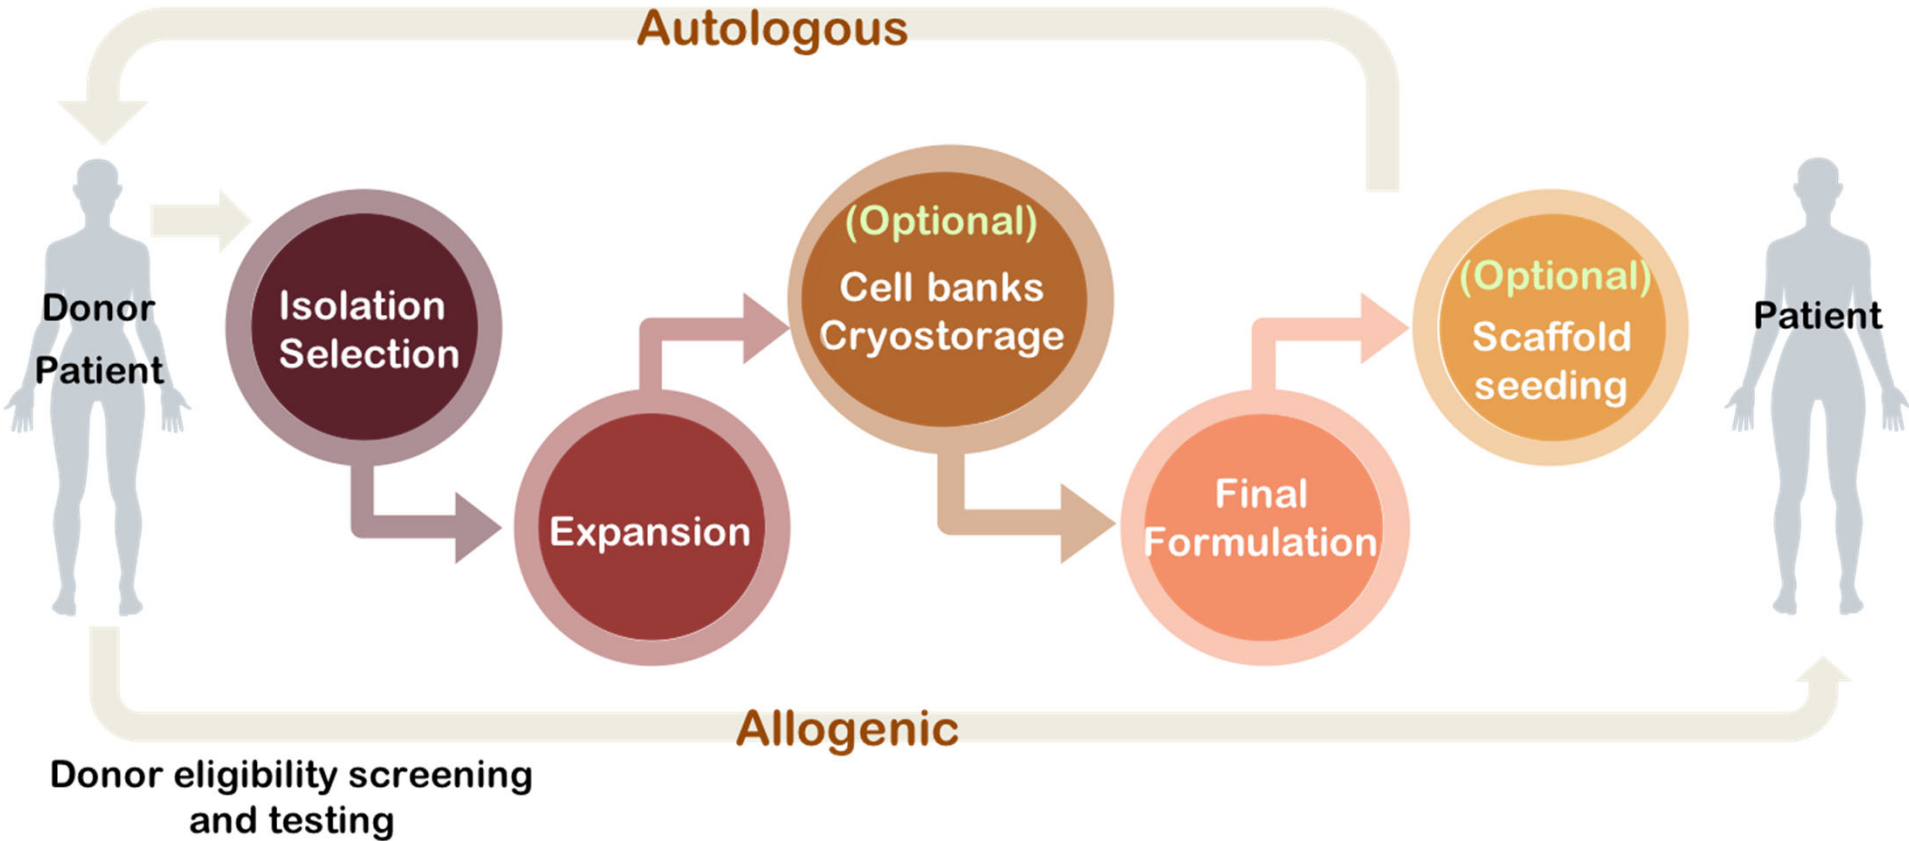 Autologous
Donor
Patient
Isolation
Selection
Expansion
(Optional)
Cell banks
Cryostorage
Final
Formulation
(Optional)
Scaffold
seeding
Patient
Allogenic
Donor eligibility screening
and testing